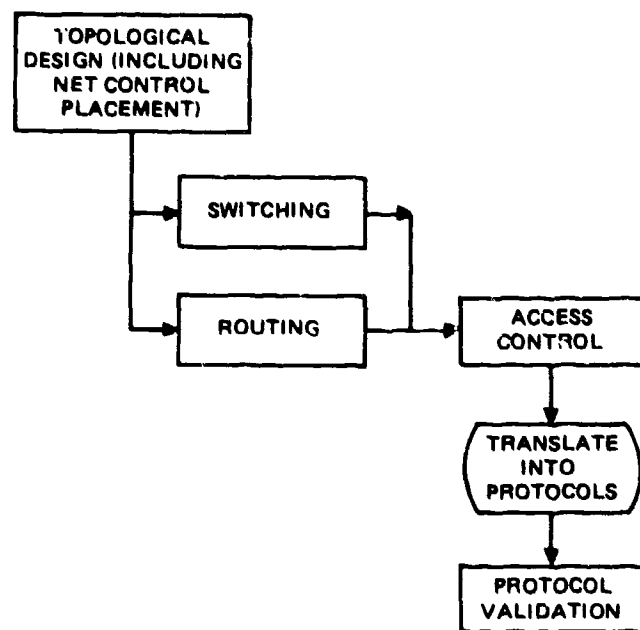 TOPOLOGICAL
DESIGN (INCLUDING
NET CONTROL
PLACEMENT)
SWITCHING
ROUTING
ACCESS
CONTROL
TRANSLATE
INTO
PROTOCOLS
PROTOCOL
VALIDATION